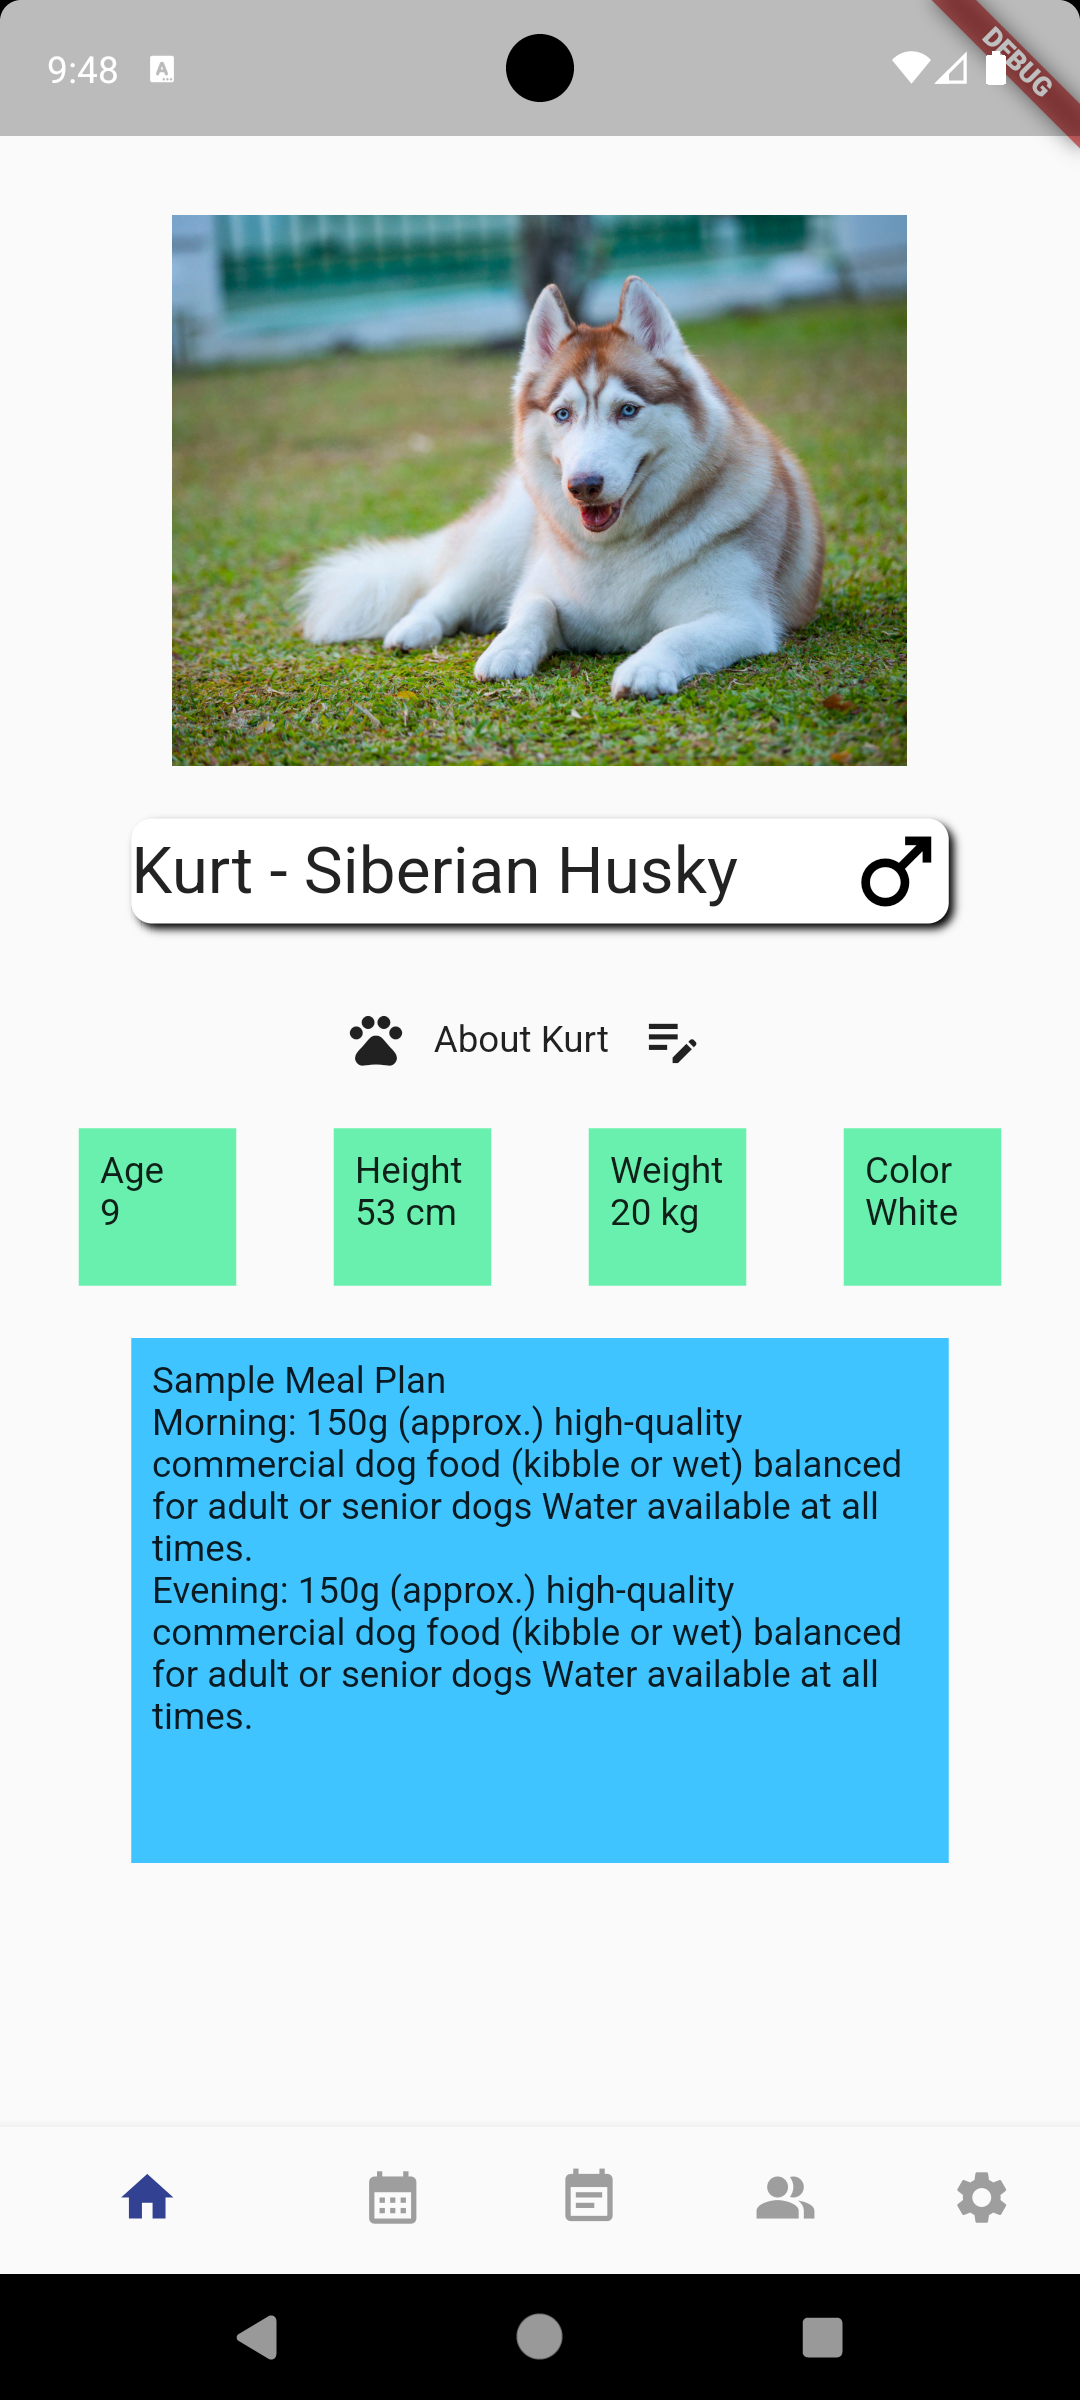 9:48
A
DEBUG
Kurt - Siberian Husky
About Kurt
Age
9
Height
53 cm
Weight
20 kg
Color
White
Sample Meal Plan
Morning: 150g (approx.) high-quality
commercial dog food (kibble or wet) balanced
for adult or senior dogs Water available at all
times.
Evening: 150g (approx.) high-quality
commercial dog food (kibble or wet) balanced
for adult or senior dogs Water available at all
times.